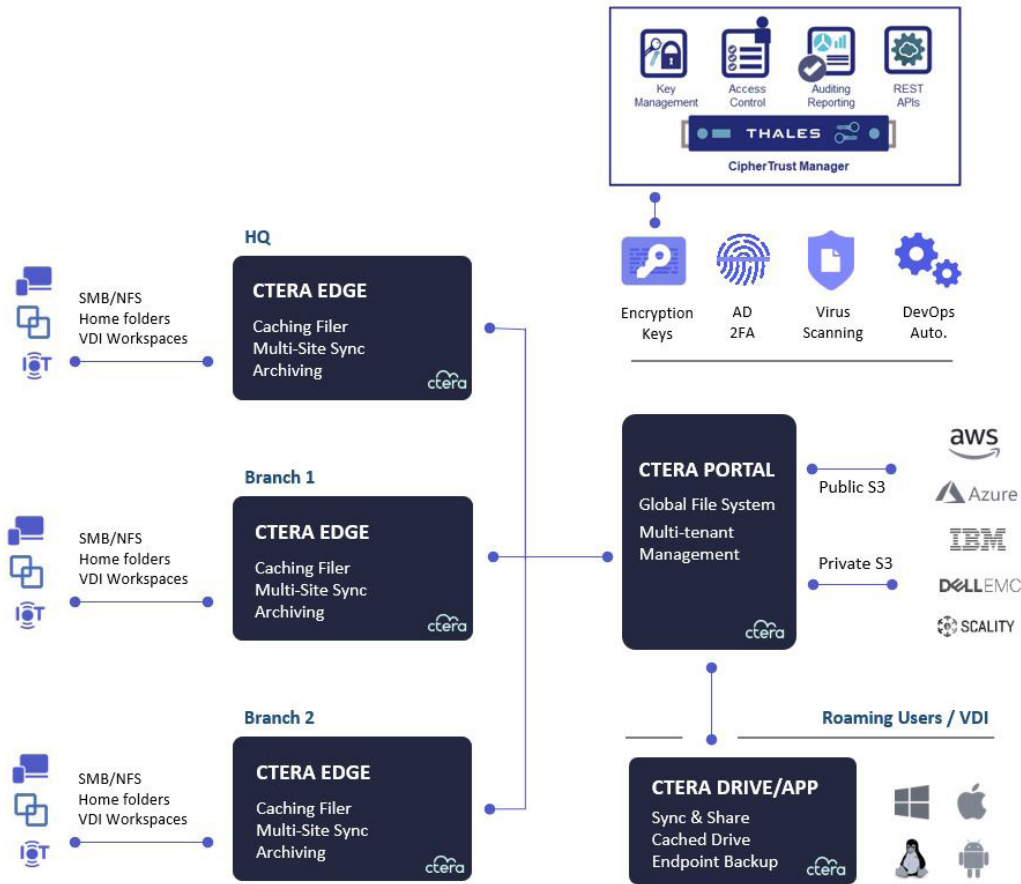 Key
Management
Access
Control
Auditing
Reporting
REST
APIs
THALES
CipherTrust Manager
Encryption
Keys
AD
2FA
Virus
Scanning
DevOps
Auto.
HQ
IOT
SMB/NFS
Home folders
VDI Workspaces
CTERA EDGE
Caching Filer
Multi-Site Sync
Archiving
ctera
Branch 1
IOT
SMB/NFS
Home folders
VDI Workspaces
CTERA EDGE
Caching Filer
Multi-Site Sync
Archiving
ctera
Branch 2
IOT
SMB/NFS
Home folders
VDI Workspaces
CTERA EDGE
Caching Filer
Multi-Site Sync
Archiving
ctera
CTERA PORTAL
Global File System
Multi-tenant
Management
ctera
Public S3
Private S3
aws
Azure
IBM
DELLEMC
SCALITY
Roaming Users / VDI
CTERA DRIVE/APP
Sync & Share
Cached Drive
Endpoint Backup
ctera